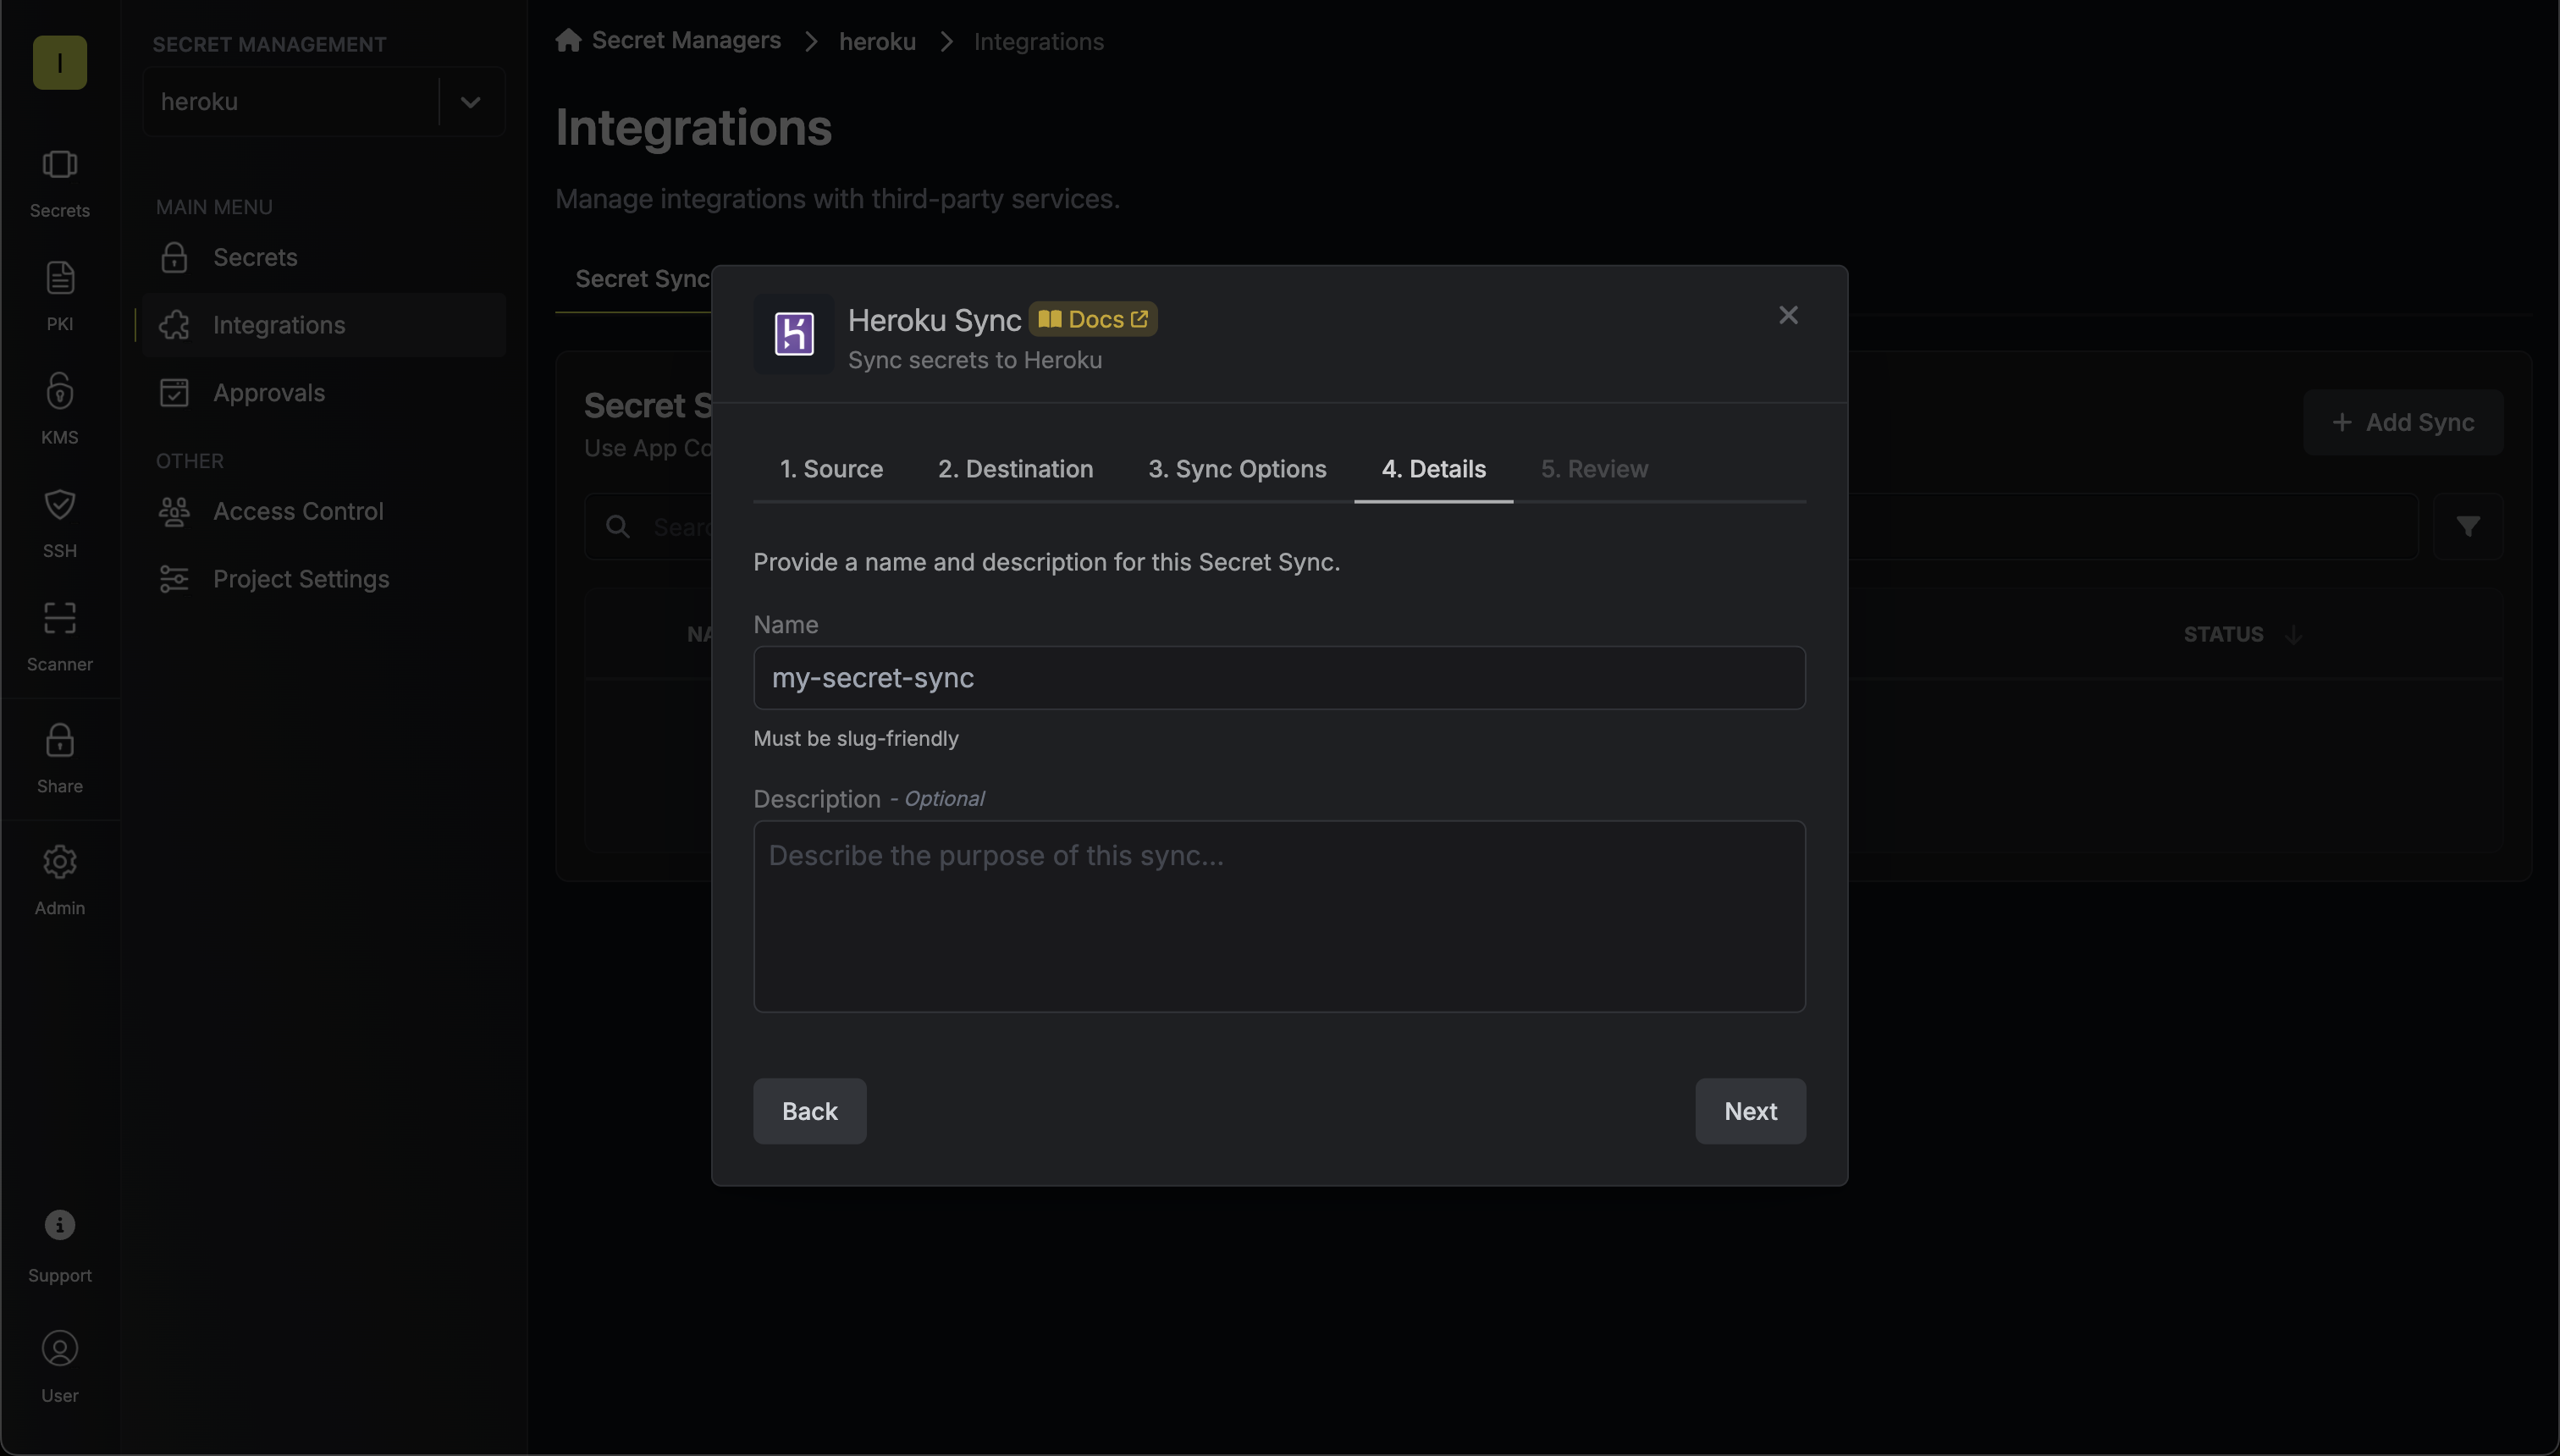 I
Secrets
PKI
KMS
SSH
Scanner
Share
Admin
Support
User
SECRET MANAGEMENT
heroku
MAIN MENU
Secrets
Integrations
Approvals
OTHER
Access Control
Project Settings
Secret Managers > heroku > Integrations
Integrations
Manage integrations with third-party services.
Secret Sync
Secret S
Use App Co
+ Add Sync
Searc
NA
STATUS
Heroku Sync Docs
Sync secrets to Heroku
1. Source 2. Destination 3. Sync Options 4. Details 5. Review
Provide a name and description for this Secret Sync.
Name
my-secret-sync
Must be slug-friendly
Description - Optional
Describe the purpose of this sync...
Back
Next